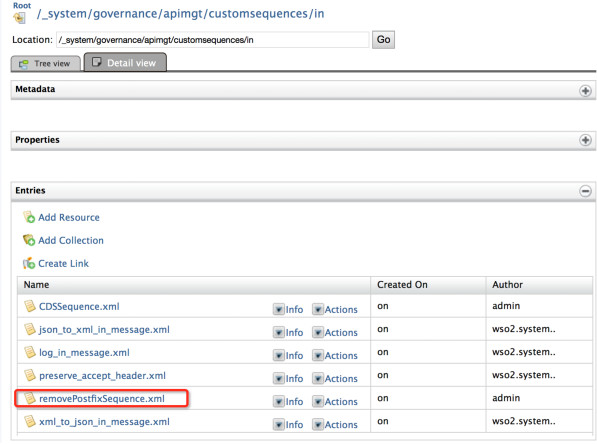 Root
/_system/governance/apimgt/customsequences/in
Location: /_system/governance/apimgt/customsequences/in Go
Tree view Detail view
Metadata
Properties
Entries
Add Resource
Add Collection
Create Link
Name Created On Author
CDSSequence.xml Info Actions on admin
json_to_xml_in_message.xml Info Actions on wso2.system..
log_in_message.xml Info Actions on wso2.system..
preserve_accept_header.xml Info Actions on wso2.system..
removePostfixSequence.xml Info Actions on admin
xml_to_json_in_message.xml Info Actions on wso2.system..